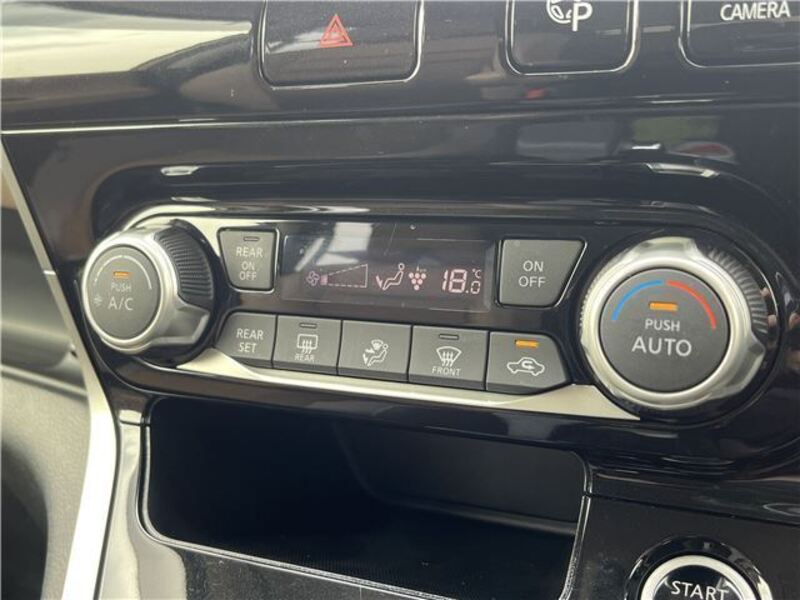 P
CAMERA
REAR
ON
OFF
18.0 °C
ON
OFF
PUSH
A/C
PUSH
AUTO
REAR
SET
REAR
FRONT
START